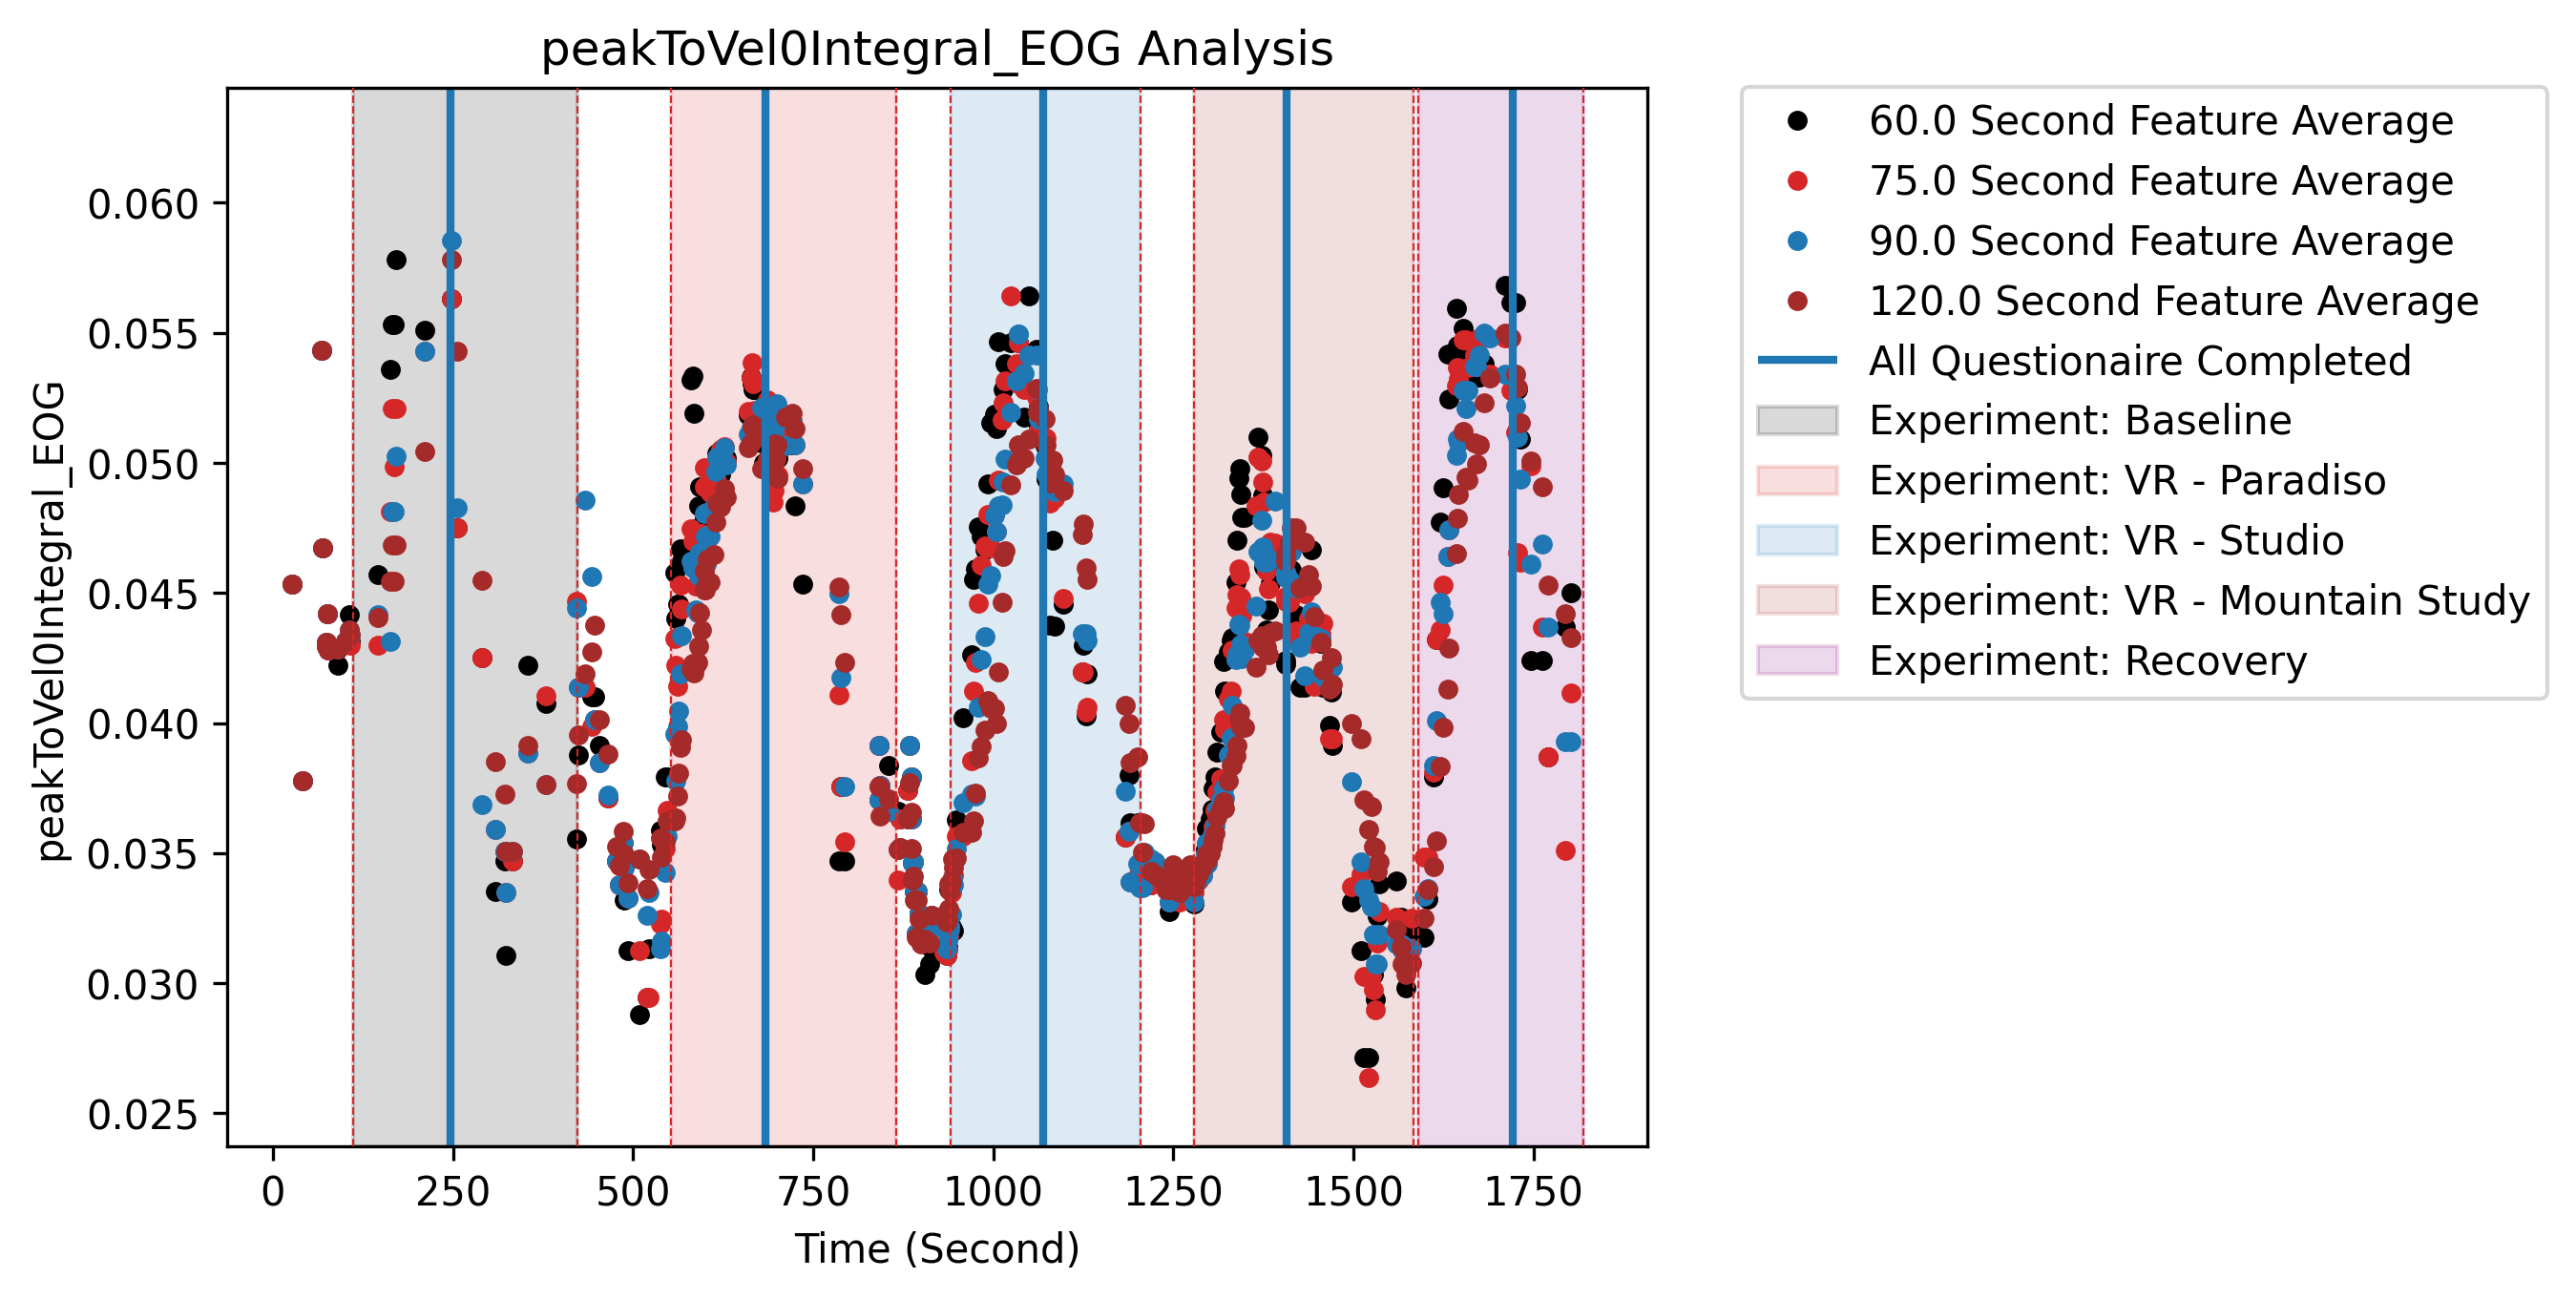 peakToVel0Integral_EOG Analysis
peakToVel0Integral_EOG
0.060
0.055
0.050
0.045
0.040
0.035
0.030
0.025
0 250 500 750 1000 1250 1500 1750
Time (Second)
60.0 Second Feature Average
75.0 Second Feature Average
90.0 Second Feature Average
120.0 Second Feature Average
All Questionaire Completed
Experiment: Baseline
Experiment: VR - Paradiso
Experiment: VR - Studio
Experiment: VR - Mountain Study
Experiment: Recovery